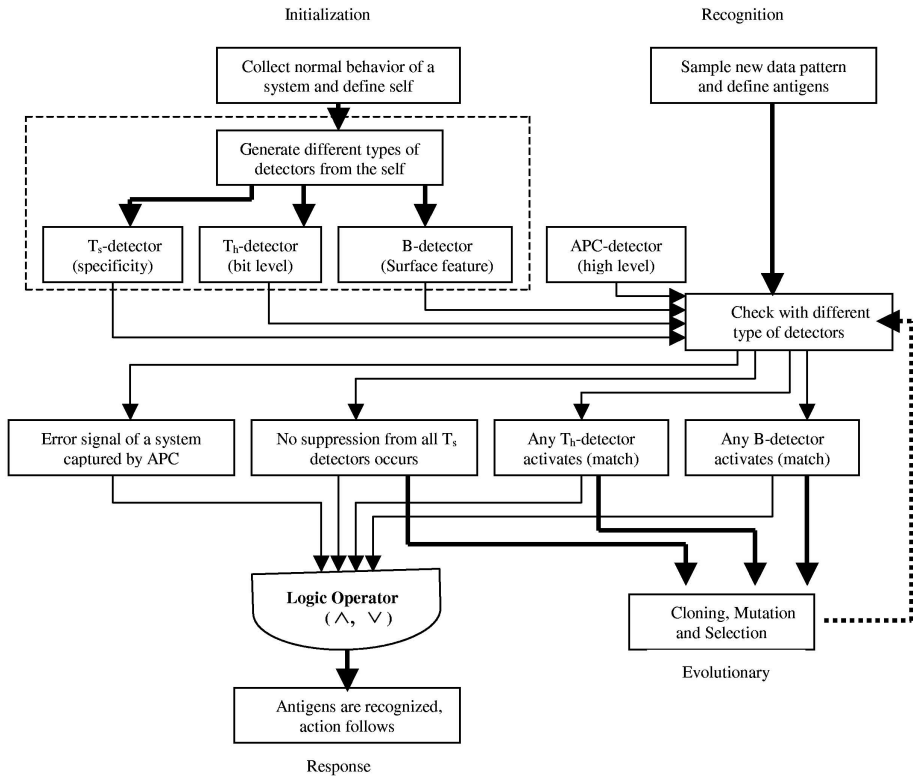 Initialization
Recognition
Collect normal behavior of a
system and define self
Sample new data pattern
and define antigens
Generate different types of
detectors from the self
Ts-detector
(specificity)
Th-detector
(bit level)
B-detector
(Surface feature)
APC-detector
(high level)
Check with different
type of detectors
Error signal of a system
captured by APC
No suppression from all Ts
detectors occurs
Any Th-detector
activates (match)
Any B-detector
activates (match)
Logic Operator
( ∧, ∨ )
Cloning, Mutation
and Selection
Evolutionary
Antigens are recognized,
action follows
Response